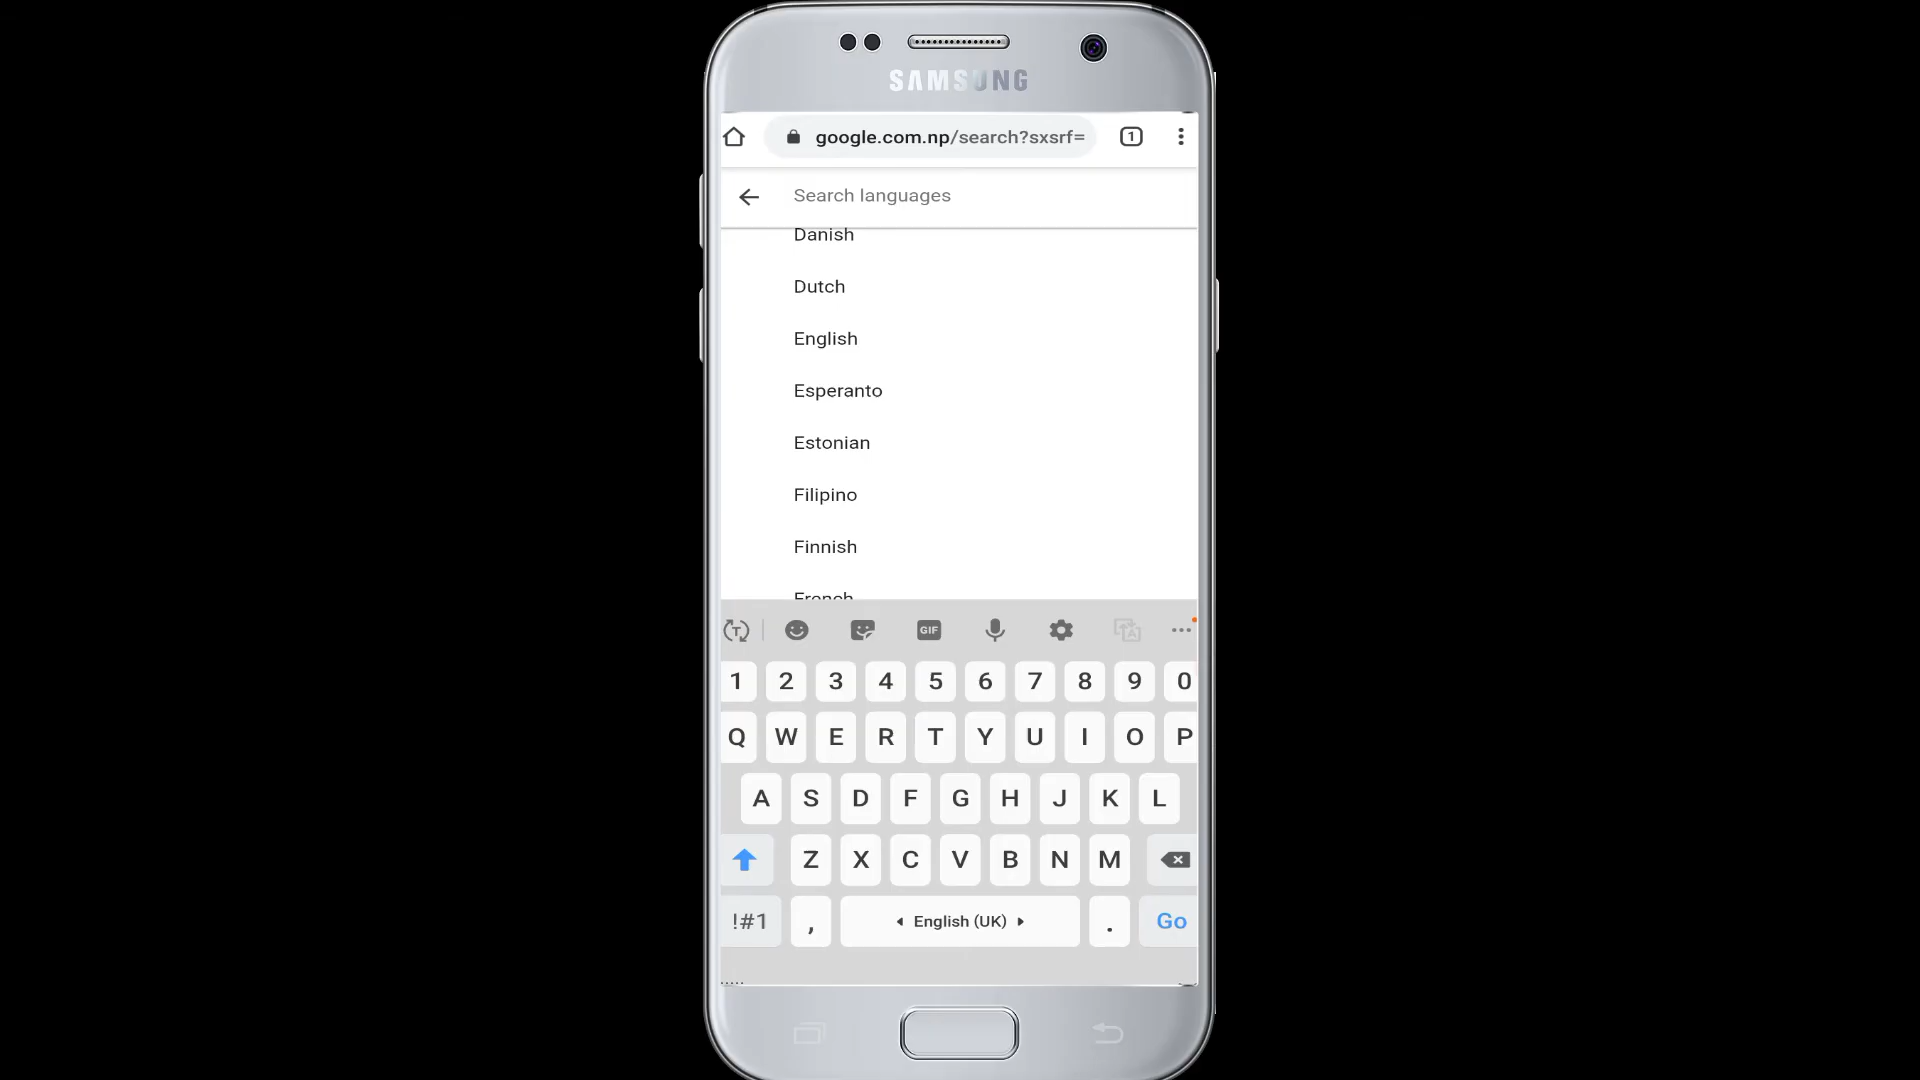 SAMSUNG
google.com.np/search?sxsrf=
1
Search languages
Danish
Dutch
English
Esperanto
Estonian
Filipino
Finnish
French
T GIF A
1 2 3 4 5 6 7 8 9 0
Q W E R T Y U I O P
A S D F G H J K L
Z X C V B N M
!#1 , English (UK) . Go